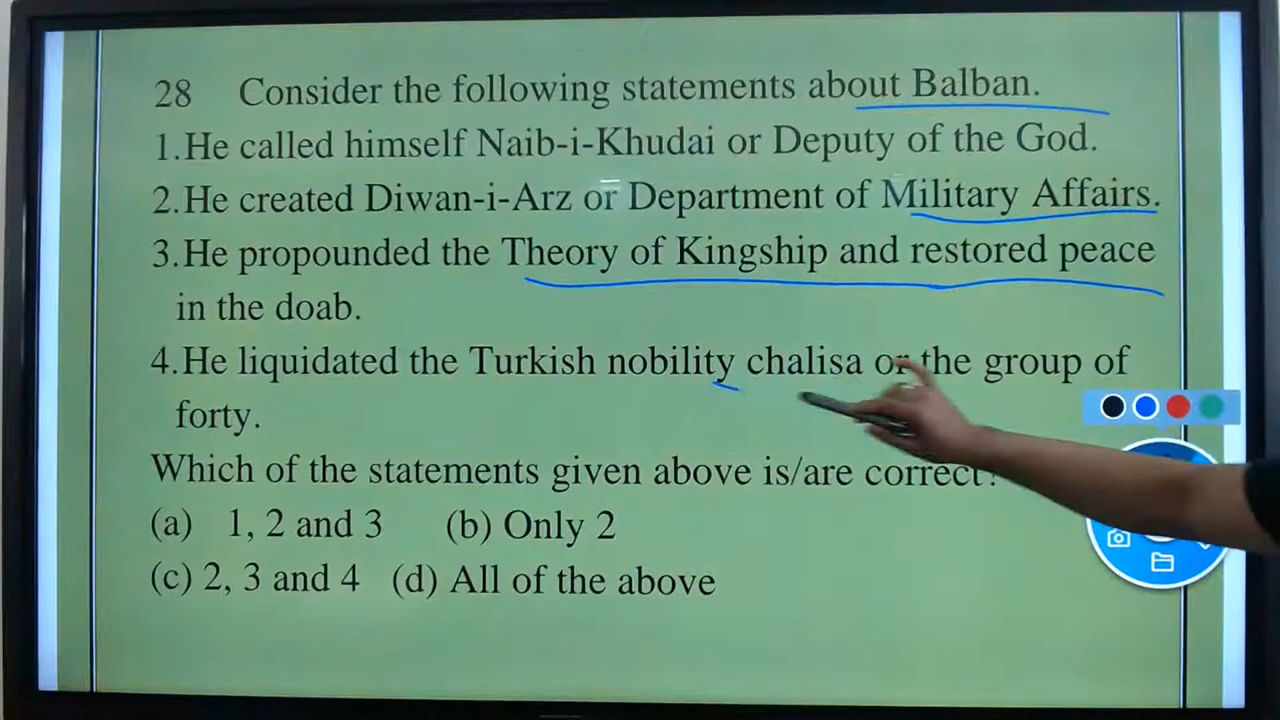 28 Consider the following statements about Balban.
1.He called himself Naib-i-Khudai or Deputy of the God.
2.He created Diwan-i-Arz or Department of Military Affairs.
3.He propounded the Theory of Kingship and restored peace
in the doab.
4.He liquidated the Turkish nobility chalisa or the group of
forty.
Which of the statements given above is/are correct?
(a) 1, 2 and 3 (b) Only 2
(c) 2, 3 and 4 (d) All of the above